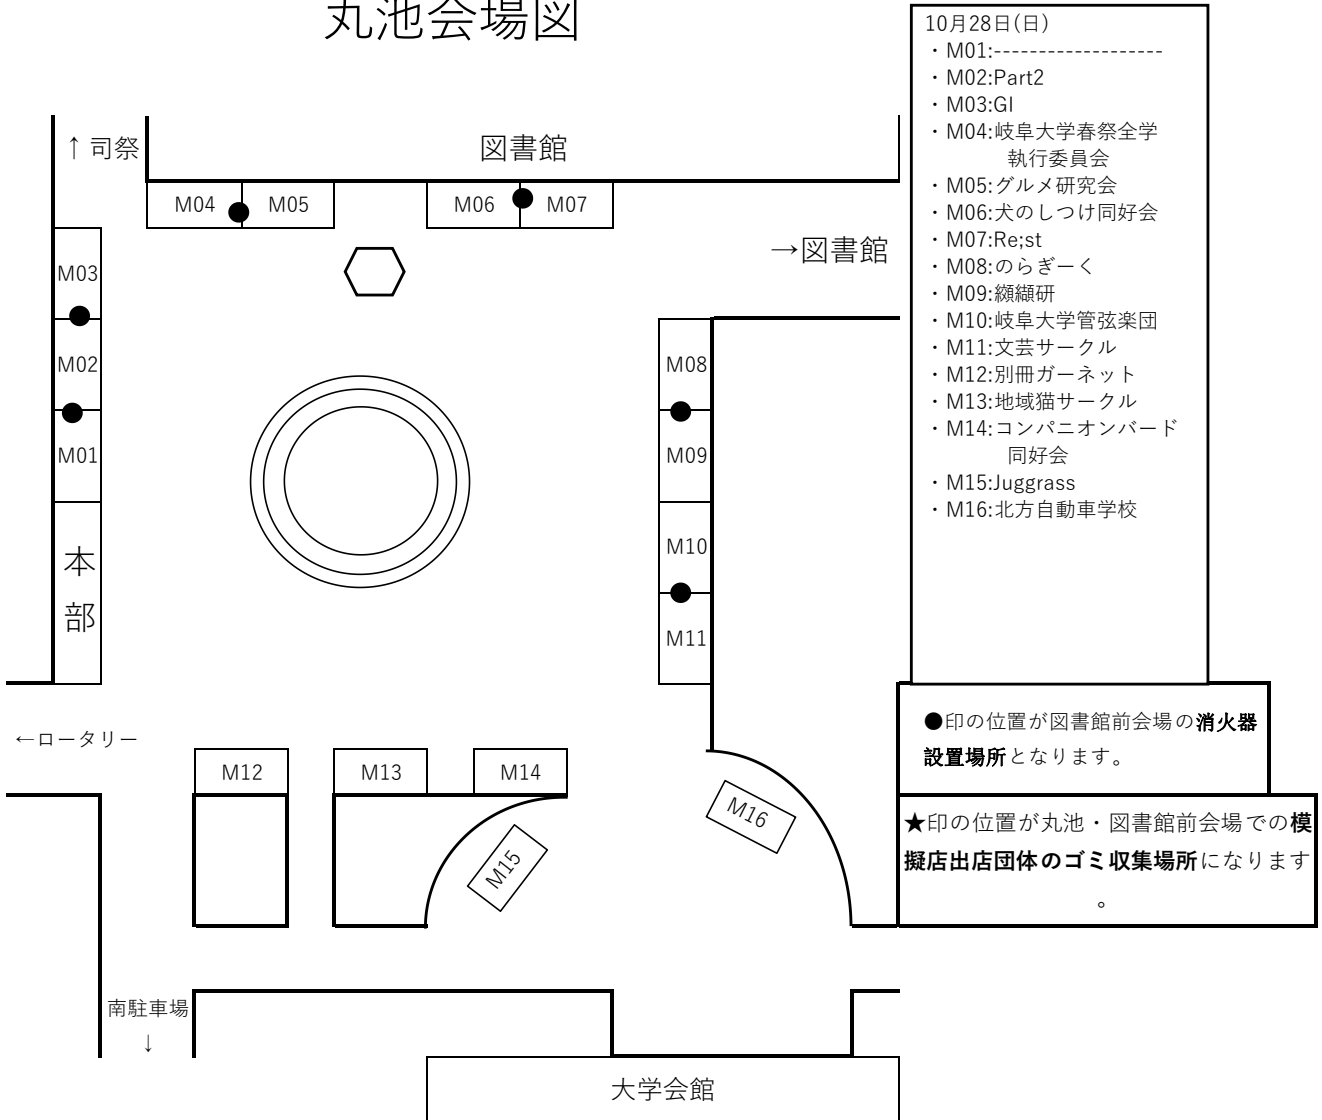 丸池会場図
10月28日(日)
・M01:-------------------
・M02:Part2
・M03:GI
・M04:岐阜大学春祭全学
執行委員会
・M05:グルメ研究会
・M06:犬のしつけ同好会
・M07:Re;st
・M08:のらぎーく
・M09:纐纈研
・M10:岐阜大学管弦楽団
・M11:文芸サークル
・M12:別冊ガーネット
・M13:地域猫サークル
・M14:コンパニオンバード
同好会
・M15:Juggrass
・M16:北方自動車学校
↑司祭
図書館
M04
M05
M06
M07
→図書館
M03
M02
M01
本
部
M08
M09
M10
M11
←ロータリー
M12
M13
M14
M15
M16
●印の位置が図書館前会場の消火器
設置場所となります。
★印の位置が丸池・図書館前会場での模
擬店出店団体のゴミ収集場所になります
。
南駐車場
↓
大学会館